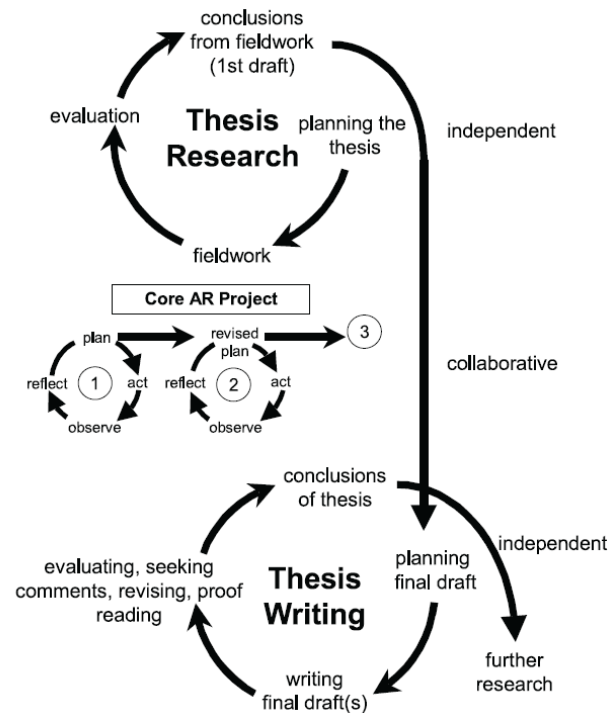 conclusions
from fieldwork
(1st draft)
evaluation
Thesis
Research
planning the
thesis
independent
fieldwork
Core AR Project
plan
revised
plan
3
reflect
1
act
reflect
2
act
collaborative
observe
observe
conclusions
of thesis
independent
evaluating, seeking
comments, revising, proof
reading
Thesis
Writing
planning
final draft
writing
final draft(s)
further
research